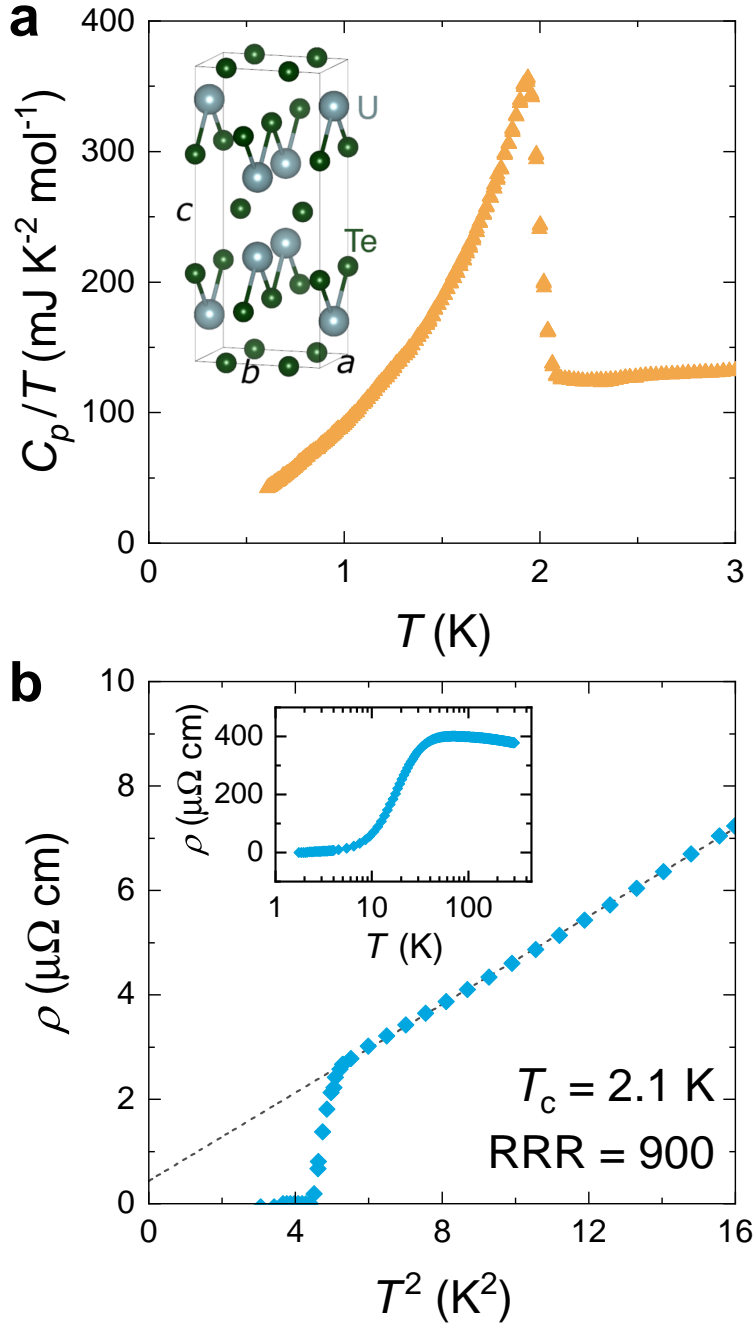 a
400
300
200
100
0
C_p/T (mJ K⁻² mol⁻¹)
U
c
Te
b
a
0
1
2
3
T (K)
b
10
8
6
4
2
0
ρ (μΩ cm)
400
200
0
ρ (μΩ cm)
1
10
100
T (K)
T_c = 2.1 K
RRR = 900
0
4
8
12
16
T² (K²)